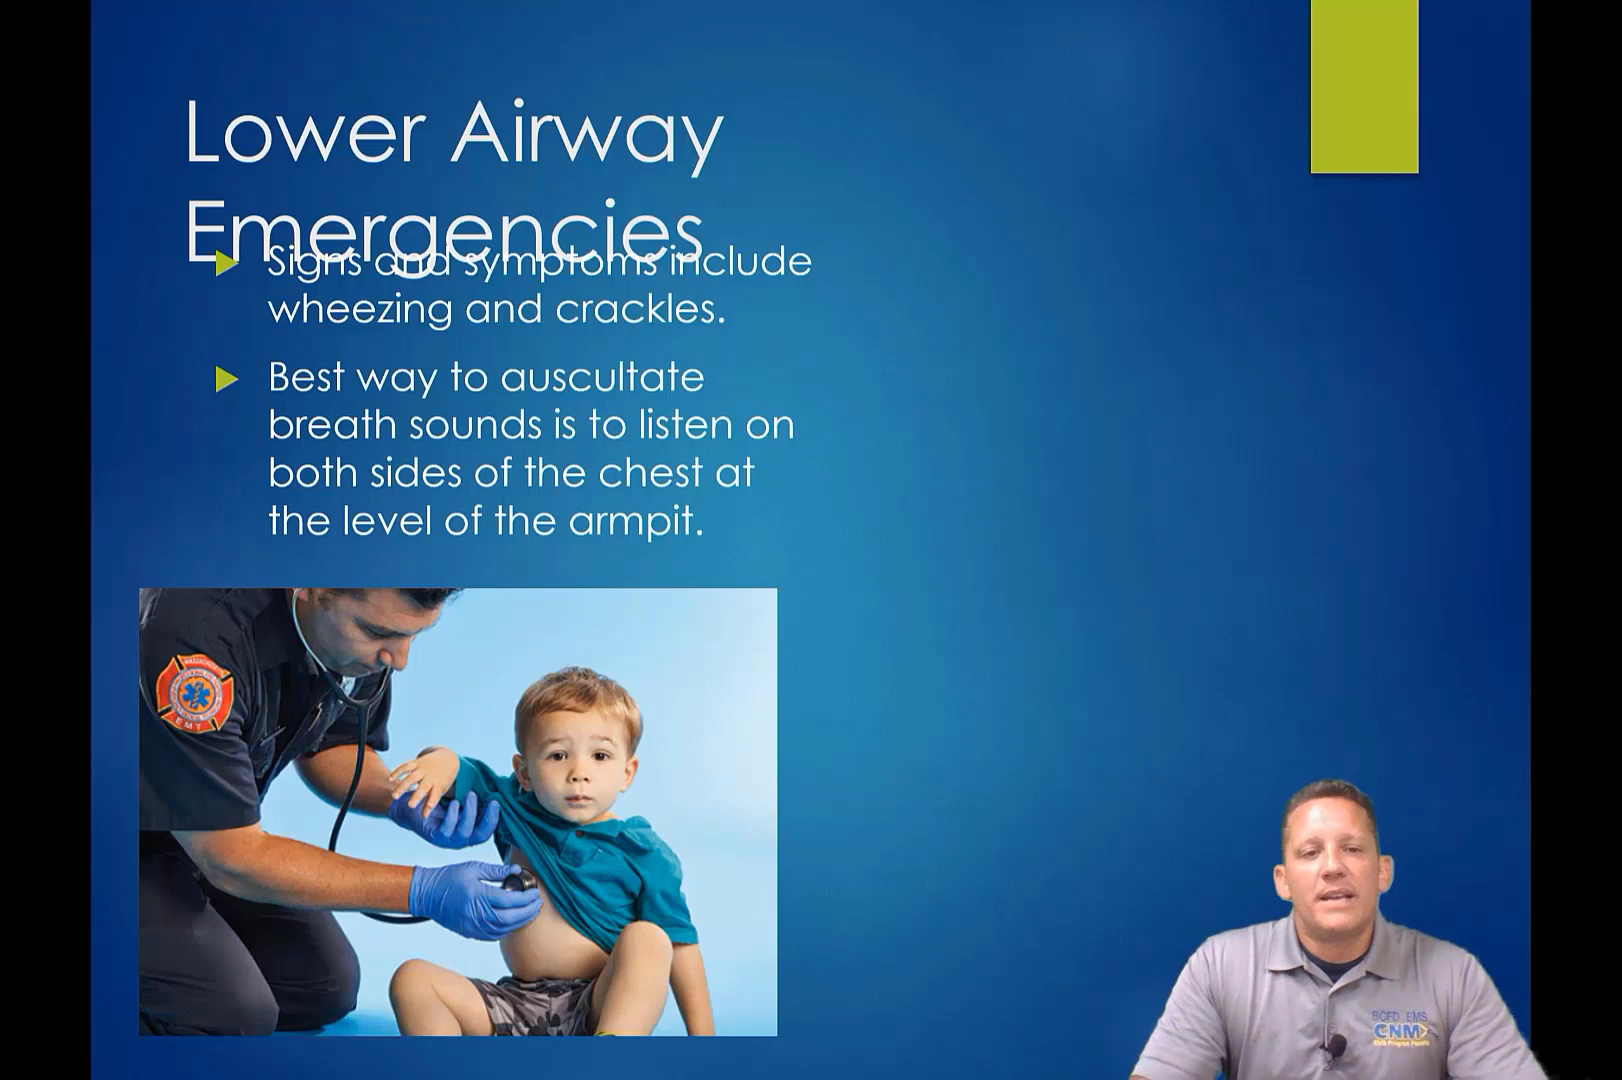 Lower Airway
Emergencies
Signs and symptoms include
wheezing and crackles.
Best way to auscultate
breath sounds is to listen on
both sides of the chest at
the level of the armpit.
EMT
BCFD EMS
CNM